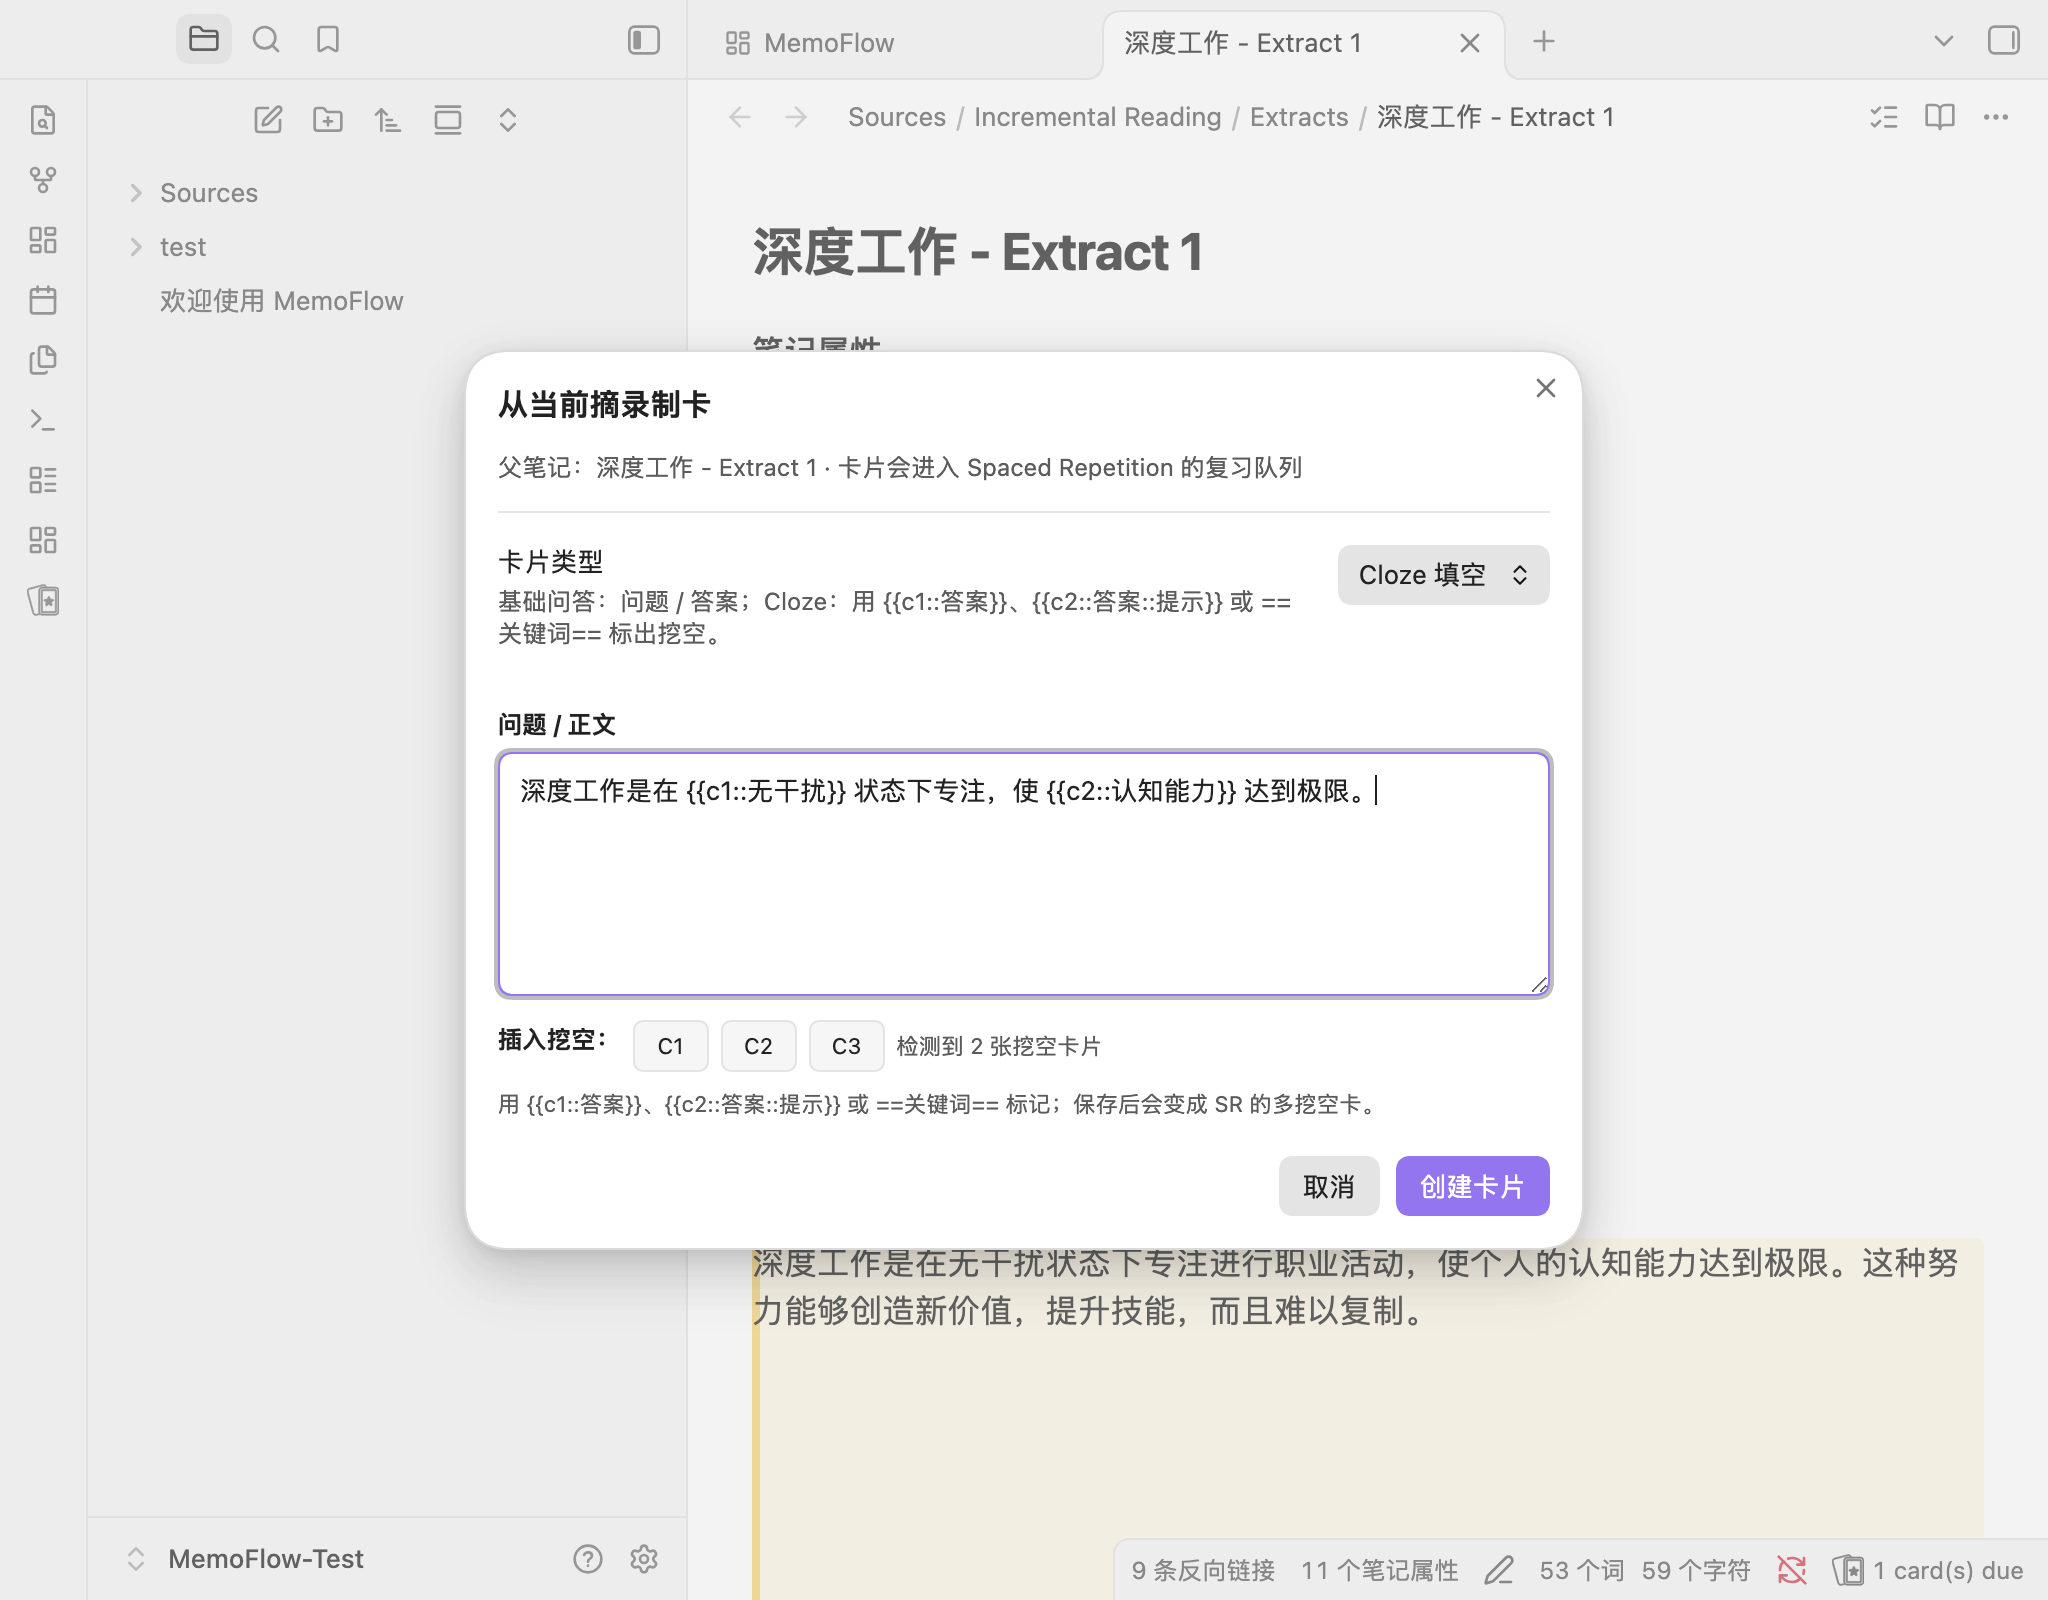 MemoFlow
深度工作 - Extract 1
Sources / Incremental Reading / Extracts / 深度工作 - Extract 1
Sources
test
欢迎使用 MemoFlow
深度工作 - Extract 1
笔记属性
从当前摘录制卡
父笔记：深度工作 - Extract 1 · 卡片会进入 Spaced Repetition 的复习队列
卡片类型
Cloze 填空
基础问答：问题 / 答案；Cloze：用 {{c1::答案}}、{{c2::答案::提示}} 或 ==
关键词== 标出挖空。
问题 / 正文
深度工作是在 {{c1::无干扰}} 状态下专注，使 {{c2::认知能力}} 达到极限。
插入挖空： C1 C2 C3 检测到 2 张挖空卡片
用 {{c1::答案}}、{{c2::答案::提示}} 或 ==关键词== 标记；保存后会变成 SR 的多挖空卡。
取消 创建卡片
深度工作是在无干扰状态下专注进行职业活动，使个人的认知能力达到极限。这种努
力能够创造新价值，提升技能，而且难以复制。
MemoFlow-Test
9 条反向链接 11 个笔记属性 53 个词 59 个字符 1 card(s) due